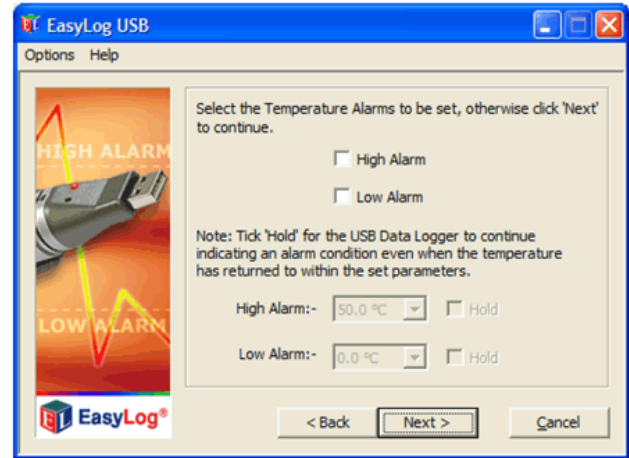 EasyLog USB
Options Help
HIGH ALARM
LOW ALARM
EL EasyLog®
Select the Temperature Alarms to be set, otherwise click 'Next'
to continue.
High Alarm
Low Alarm
Note: Tick 'Hold' for the USB Data Logger to continue
indicating an alarm condition even when the temperature
has returned to within the set parameters.
High Alarm:- 50.0 ºC Hold
Low Alarm:- 0.0 ºC Hold
< Back Next > Cancel